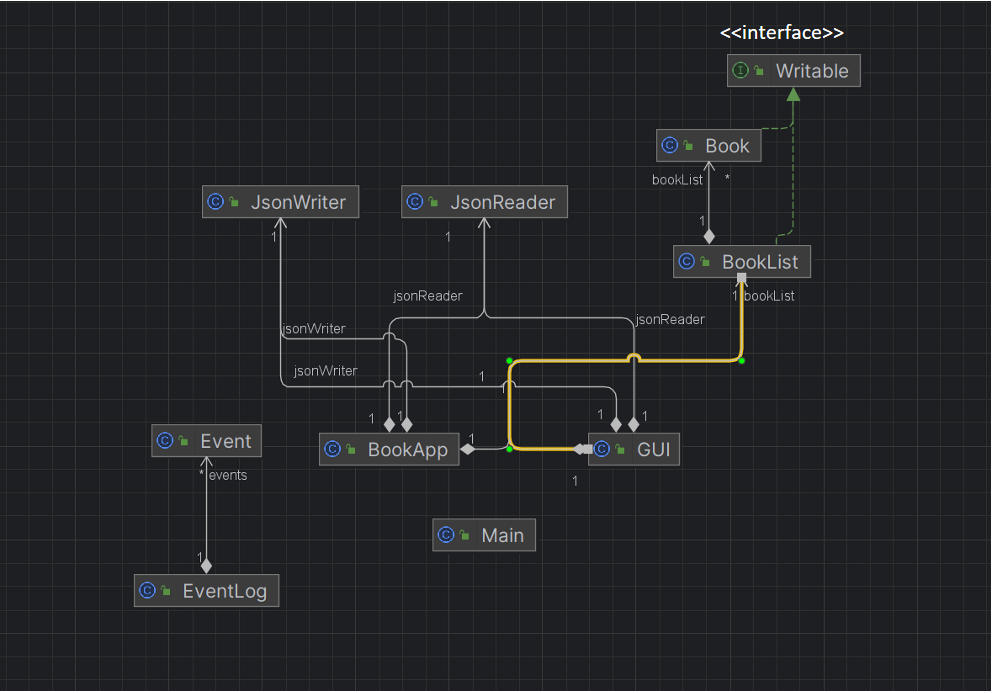 <<interface>>
Writable
Book
bookList
*
1
JsonWriter
JsonReader
1
1
BookList
1
bookList
jsonReader
jsonReader
jsonWriter
jsonWriter
1
1
1
1
1
1
Event
BookApp
1
GUI
* events
1
Main
1
EventLog